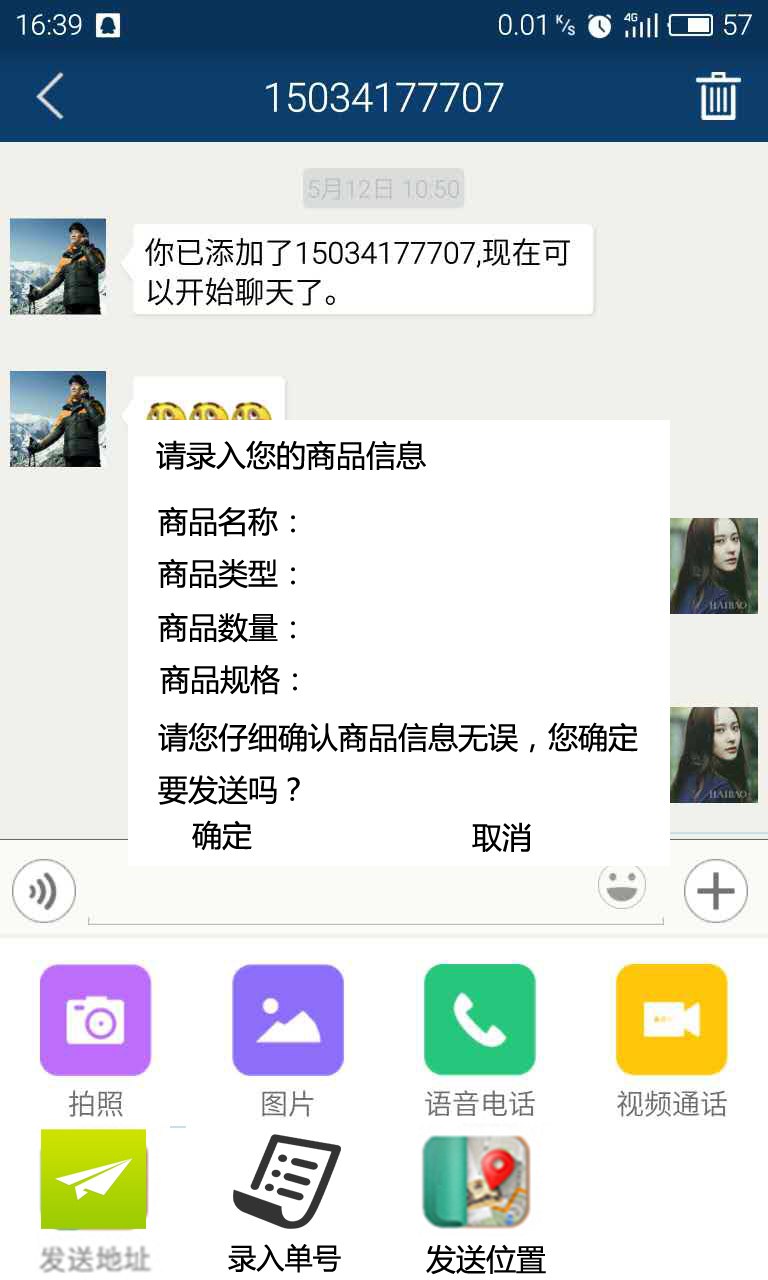 16:39
0.01 K/s 4G 57
15034177707
5月12日 10:50
你已添加了15034177707,现在可
以开始聊天了。
请录入您的商品信息
商品名称：
商品类型：
商品数量：
商品规格：
HAIBAO
请您仔细确认商品信息无误，您确定
要发送吗？
HAIBAO
确定 取消
拍照 图片 语音电话 视频通话
发送地址 录入单号 发送位置